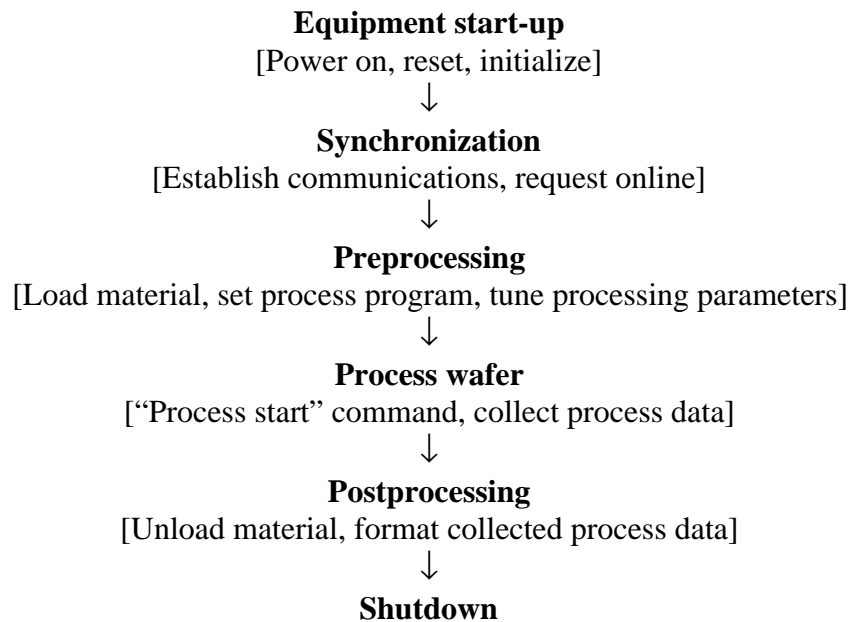 Equipment start-up
[Power on, reset, initialize]
↓
Synchronization
[Establish communications, request online]
↓
Preprocessing
[Load material, set process program, tune processing parameters]
↓
Process wafer
[“Process start” command, collect process data]
↓
Postprocessing
[Unload material, format collected process data]
↓
Shutdown